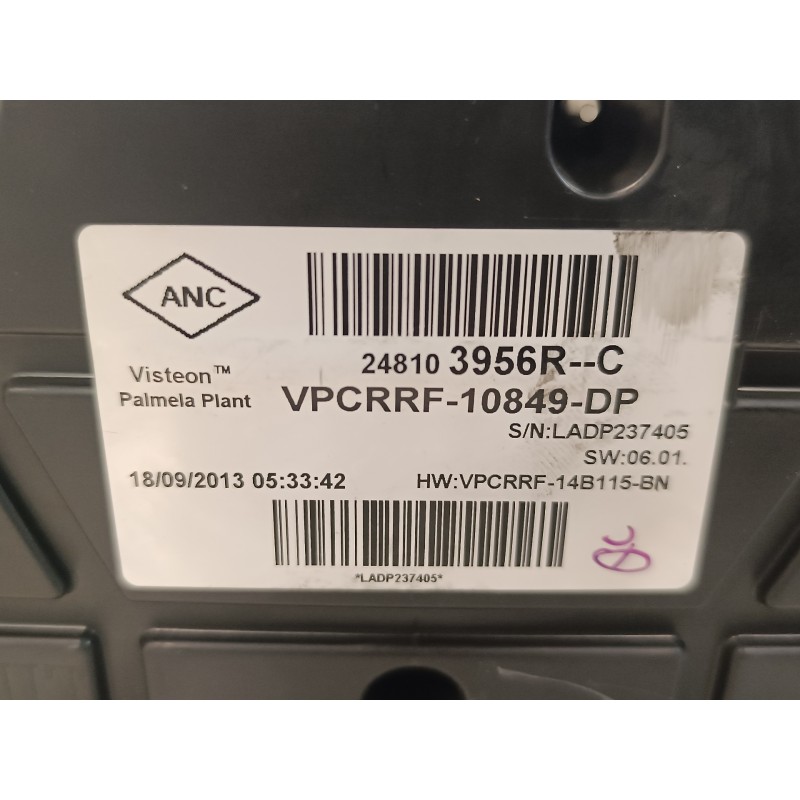 ANC
24810 3956R--C
Visteon™
Palmela Plant
VPCRRF-10849-DP
S/N:LADP237405
SW:06.01.
18/09/2013 05:33:42
HW:VPCRRF-14B115-BN
*LADP237405*